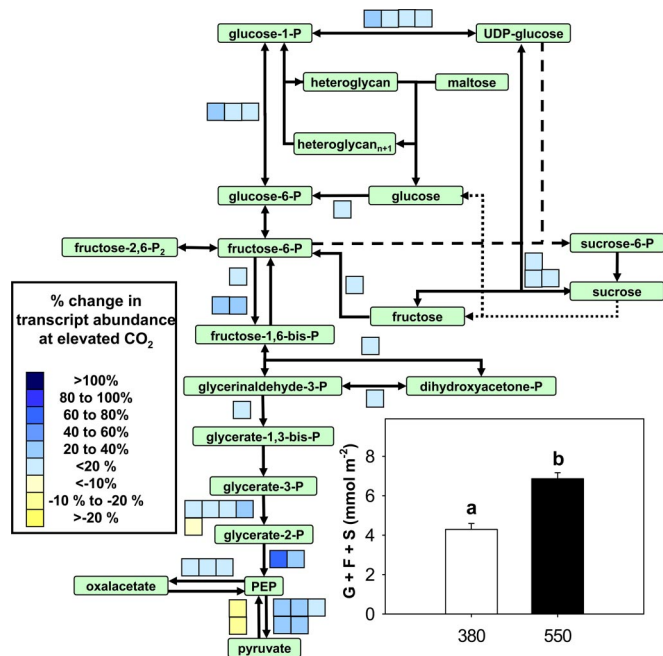 glucose-1-P
UDP-glucose
heteroglycan
maltose
heteroglycanₙ₊₁
glucose-6-P
glucose
fructose-2,6-P₂
fructose-6-P
sucrose-6-P
sucrose
fructose
fructose-1,6-bis-P
glycerinaldehyde-3-P
dihydroxyacetone-P
glycerate-1,3-bis-P
glycerate-3-P
glycerate-2-P
oxalacetate
PEP
pyruvate
% change in
transcript abundance
at elevated CO₂
>100%
80 to 100%
60 to 80%
40 to 60%
20 to 40%
<20 %
<-10%
-10 % to -20 %
>-20 %
G + F + S (mmol m⁻²)
8
6
4
2
0
a
b
380
550